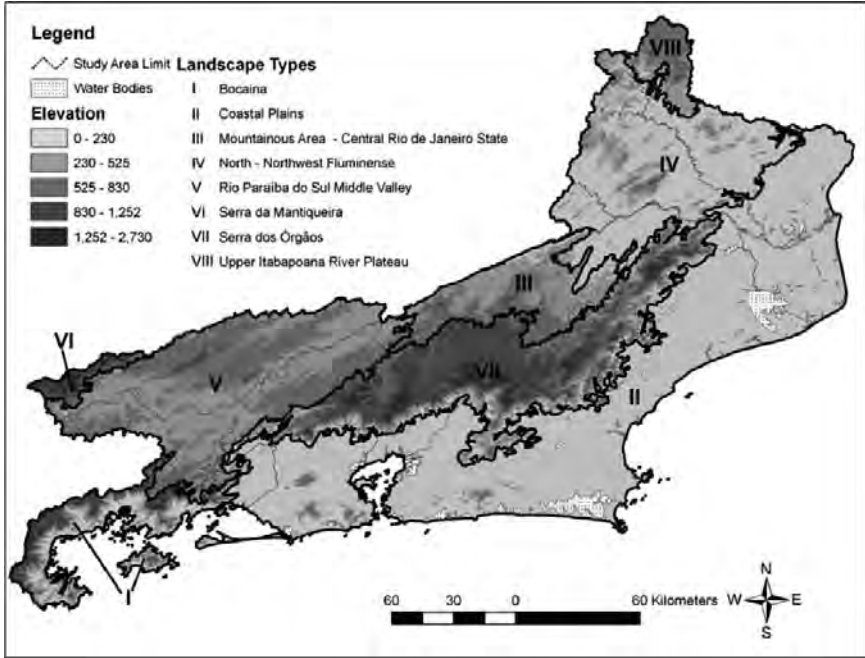 Legend
Study Area Limit
Water Bodies
Elevation
0 - 230
230 - 525
525 - 830
830 - 1,252
1,252 - 2,730
Landscape Types
I Bocaina
II Coastal Plains
III Mountainous Area - Central Rio de Janeiro State
IV North - Northwest Fluminense
V Rio Paraiba do Sul Middle Valley
VI Serra da Mantiqueira
VII Serra dos Órgãos
VIII Upper Itabapoana River Plateau
VIII
IV
III
VI
V
VII
II
I
60 30 0 60 Kilometers
N
W E
S